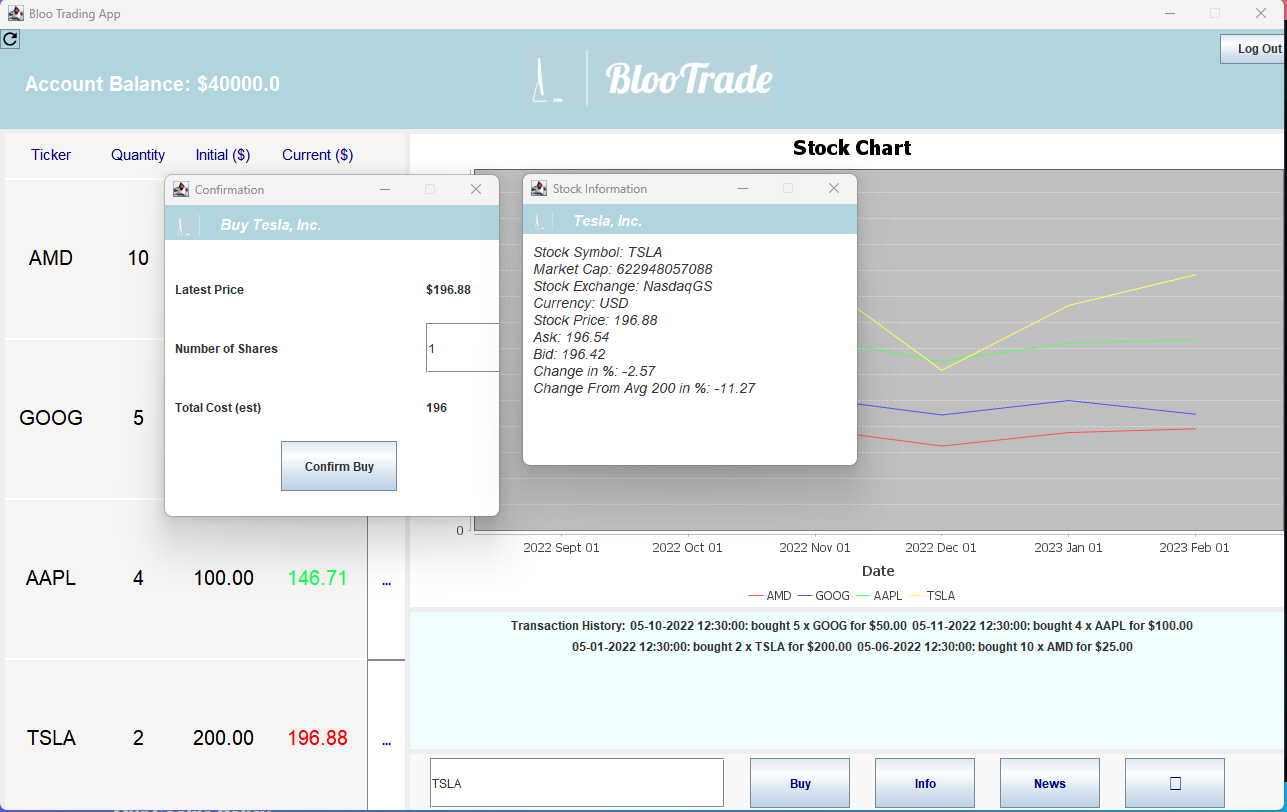 Bloo Trading App
Account Balance: $40000.0
BlooTrade
Log Out
Ticker Quantity Initial ($) Current ($)
AMD 10
GOOG 5
AAPL 4 100.00 146.71 ...
TSLA 2 200.00 196.88 ...
Confirmation
Buy Tesla, Inc.
Latest Price $196.88
Number of Shares 1
Total Cost (est) 196
Confirm Buy
Stock Information
Tesla, Inc.
Stock Symbol: TSLA
Market Cap: 622948057088
Stock Exchange: NasdaqGS
Currency: USD
Stock Price: 196.88
Ask: 196.54
Bid: 196.42
Change in %: -2.57
Change From Avg 200 in %: -11.27
Stock Chart
0
2022 Sept 01 2022 Oct 01 2022 Nov 01 2022 Dec 01 2023 Jan 01 2023 Feb 01
Date
AMD GOOG AAPL TSLA
Transaction History: 05-10-2022 12:30:00: bought 5 x GOOG for $50.00 05-11-2022 12:30:00: bought 4 x AAPL for $100.00
05-01-2022 12:30:00: bought 2 x TSLA for $200.00 05-06-2022 12:30:00: bought 10 x AMD for $25.00
TSLA
Buy Info News